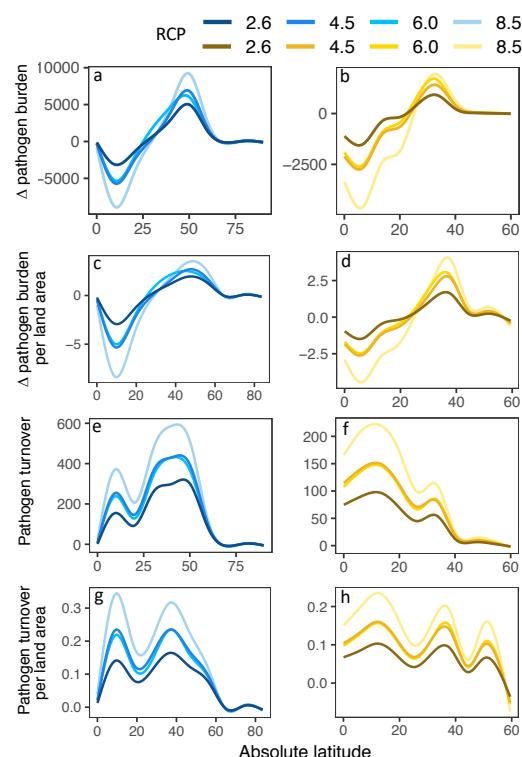 RCP 2.6 4.5 6.0 8.5
2.6 4.5 6.0 8.5
a
Δ pathogen burden
10000
5000
0
−5000
0 25 50 75
b
0
−2500
0 20 40 60
c
Δ pathogen burden
per land area
0
−5
0 20 40 60 80
d
2.5
0.0
−2.5
0 20 40 60
e
Pathogen turnover
600
400
200
0
0 25 50 75
f
200
150
100
50
0
0 20 40 60
g
Pathogen turnover
per land area
0.3
0.2
0.1
0.0
0 20 40 60 80
h
0.2
0.1
0.0
0 20 40 60
Absolute latitude